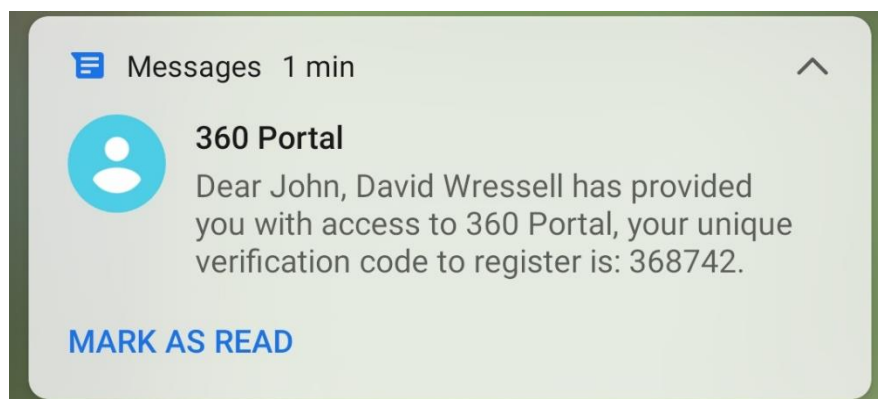 Messages 1 min
360 Portal
Dear John, David Wressell has provided
you with access to 360 Portal, your unique
verification code to register is: 368742.
MARK AS READ